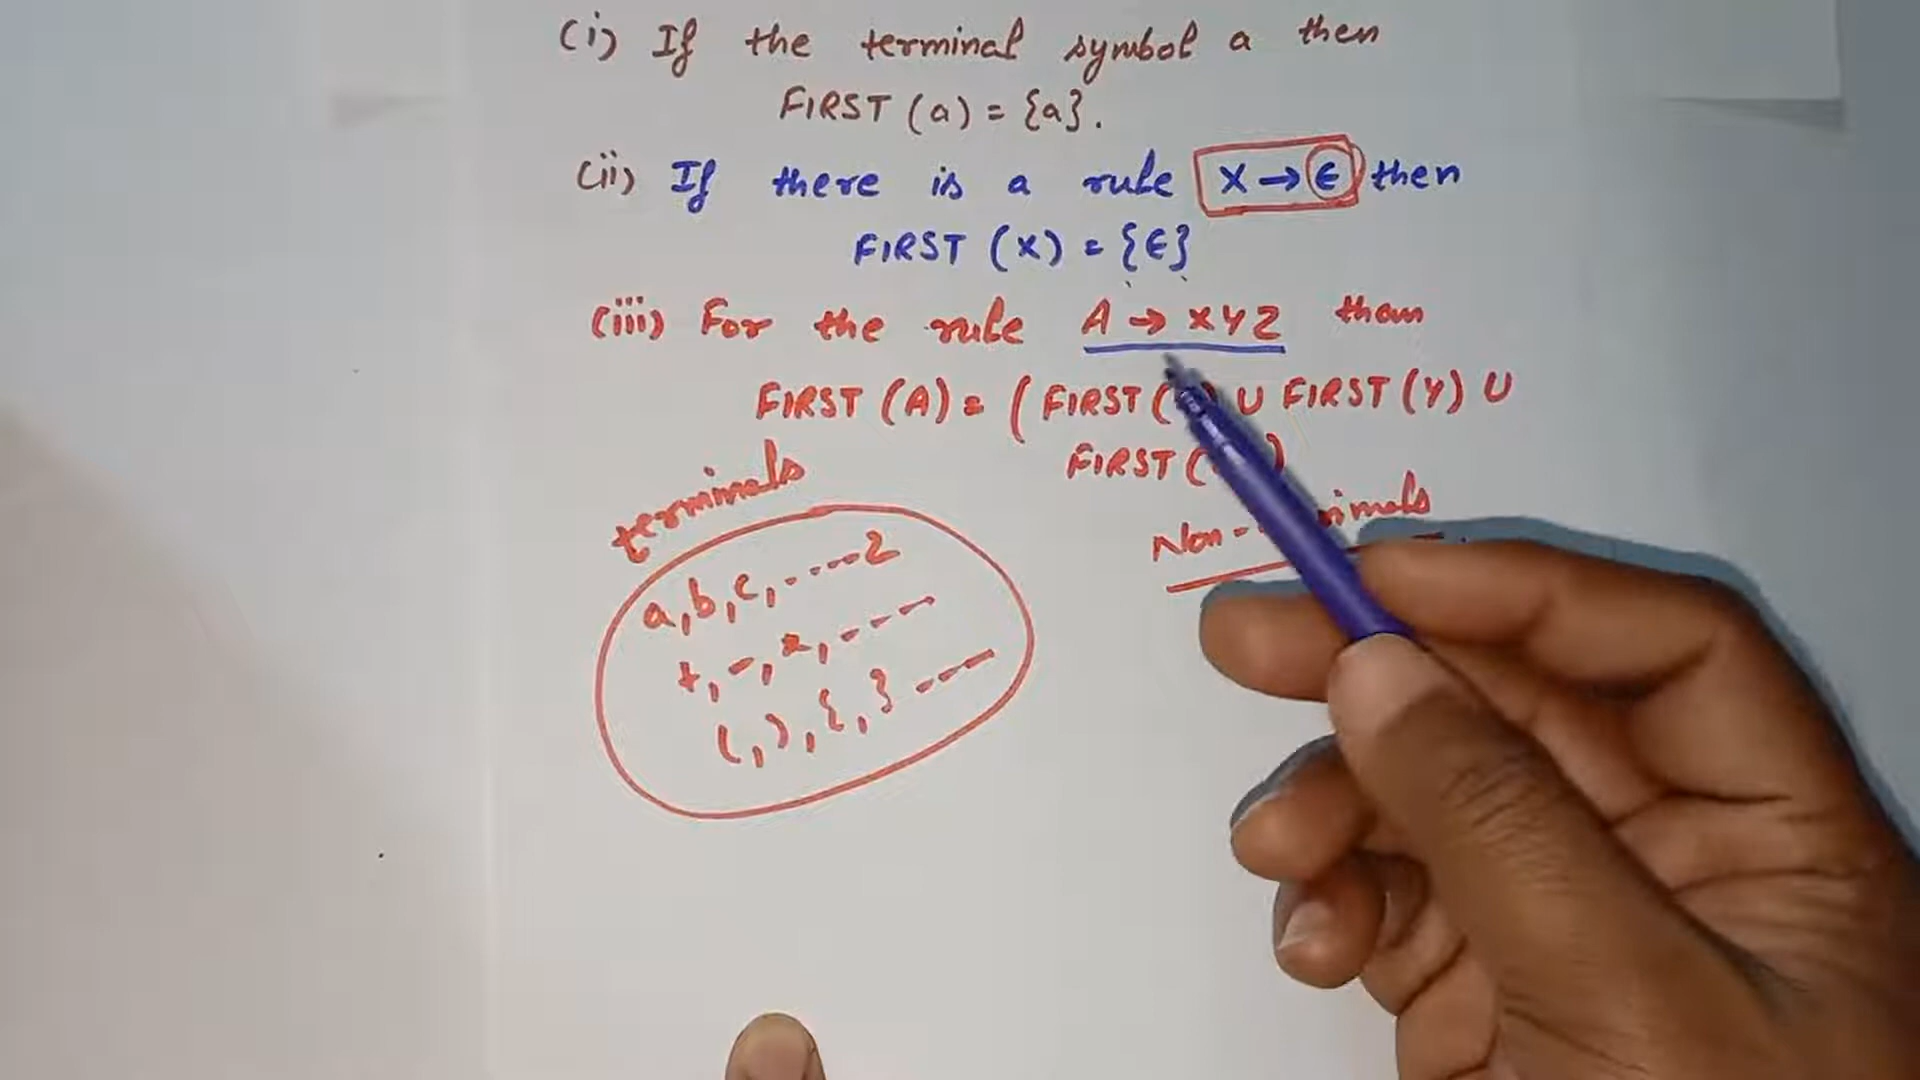 (i) If the terminal symbol a then
FIRST (a) = {a}.
(ii) If there is a rule X → ϵ then
FIRST (X) = {ϵ}
(iii) For the rule A → XYZ then
FIRST (A) = (FIRST ( ) U FIRST (Y) U
FIRST ( )
terminals
a, b, c, ----- z
+, -, *, ----
(, ), {, } ----
Non-